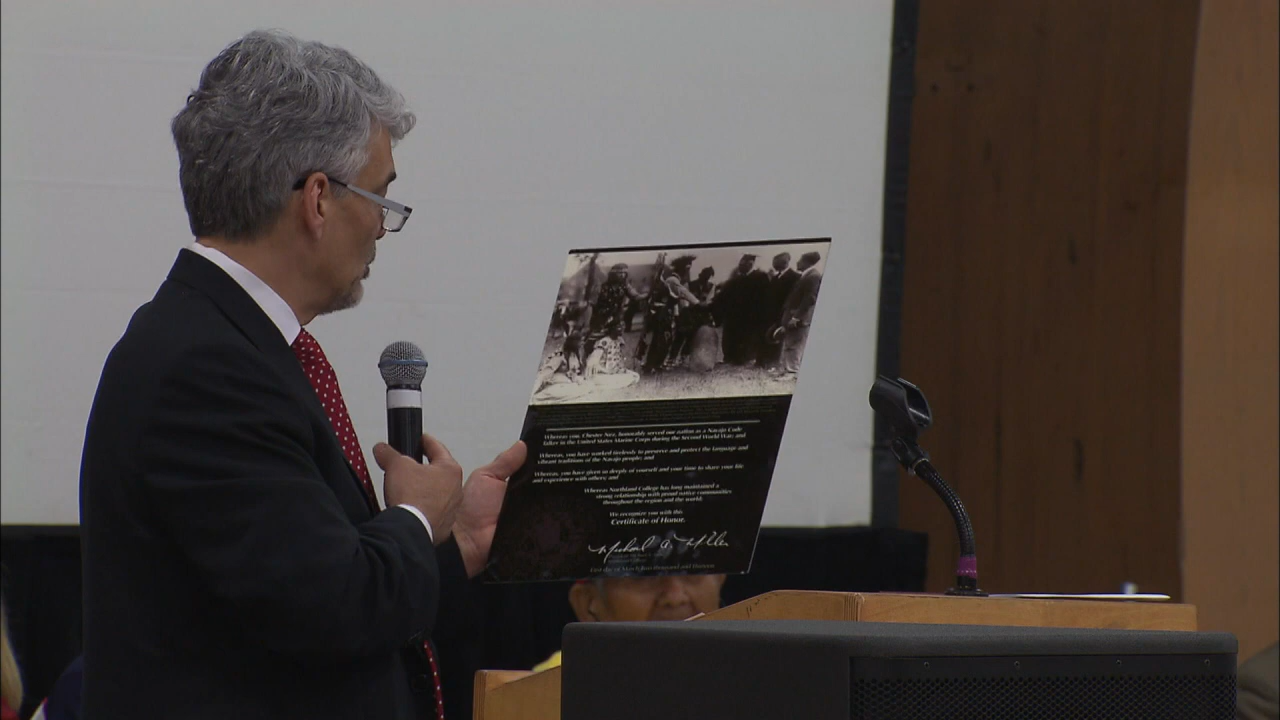 Whereas you, Chester Nez, honorably served our nation as a Navajo Code
Talker in the United States Marine Corps during the Second World War; and
Whereas, you have worked tirelessly to preserve and protect the language and
vibrant traditions of the Navajo people; and
Whereas, you have given so deeply of yourself and your time to share your life
and experience with others; and
Whereas Northland College has long maintained a
strong relationship with proud native communities
throughout the region and the world;
We recognize you with this
Certificate of Honor.
Michael A. Miller